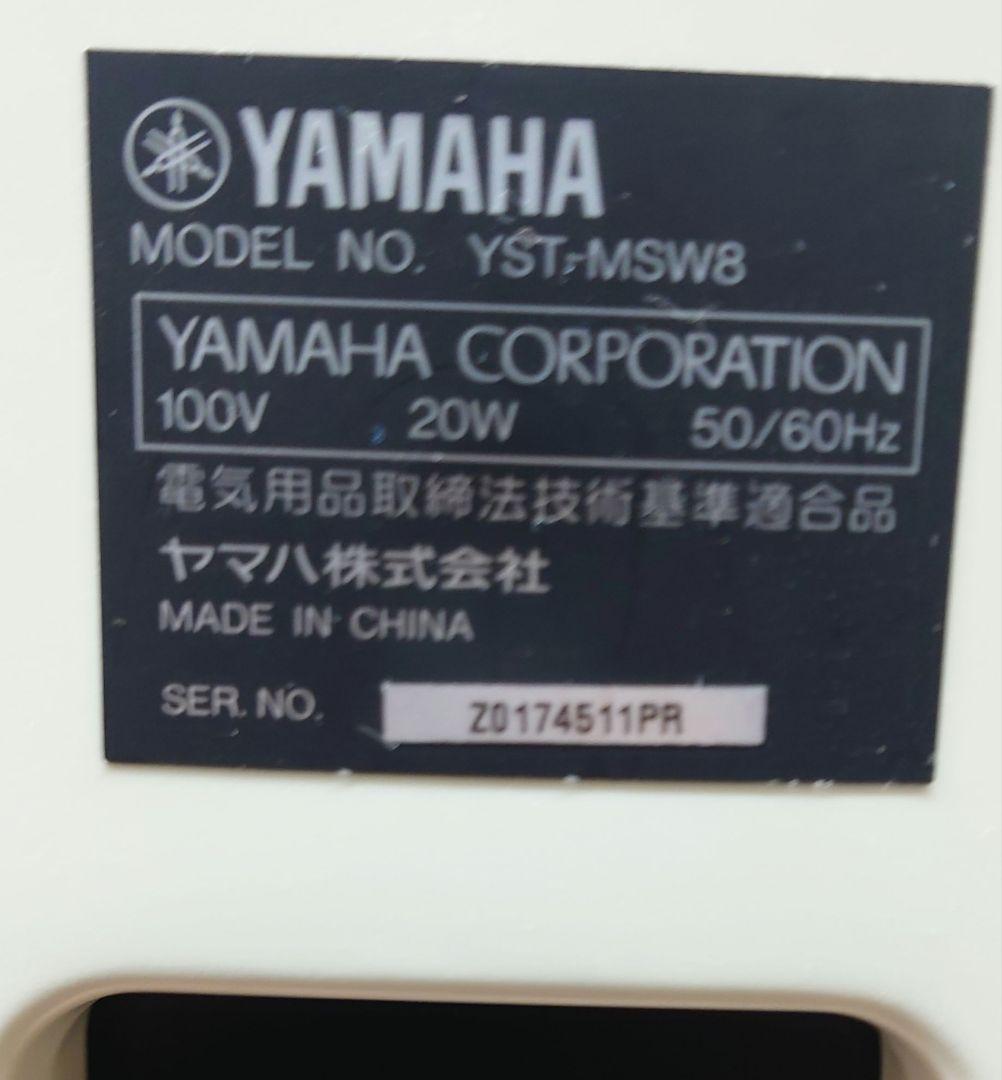 YAMAHA
MODEL NO. YST-MSW8
YAMAHA CORPORATION
100V 20W 50/60Hz
電気用品取締法技術基準適合品
ヤマハ株式会社
MADE IN CHINA
SER. NO. Z0174511PR